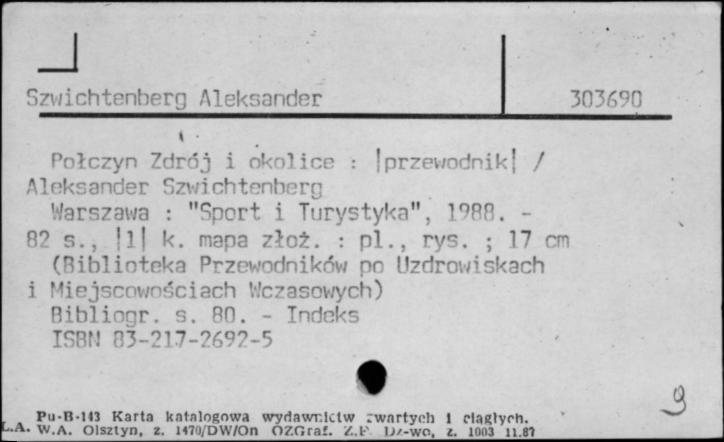 Szwichtenberg Aleksander 303690
Połczyn Zdrój i okolice : |przewodnik| /
Aleksander Szwichtenberg
Warszawa : "Sport i Turystyka", 1988. -
82 s., |1| k. mapa złoż. : pl., rys. ; 17 cm
(Biblioteka Przewodników po Uzdrowiskach
i Miejscowościach Wczasowych)
Bibliogr. s. 80. - Indeks
ISBN 83-217-2692-5
9
Pu-B-143 Karta katalogowa wydawnictw zwartych i ciągłych.
L.A. W.A. Olsztyn, z. 1470/DW/On OZGraf. Z.P. Dz-wo, z. 1003 11.87